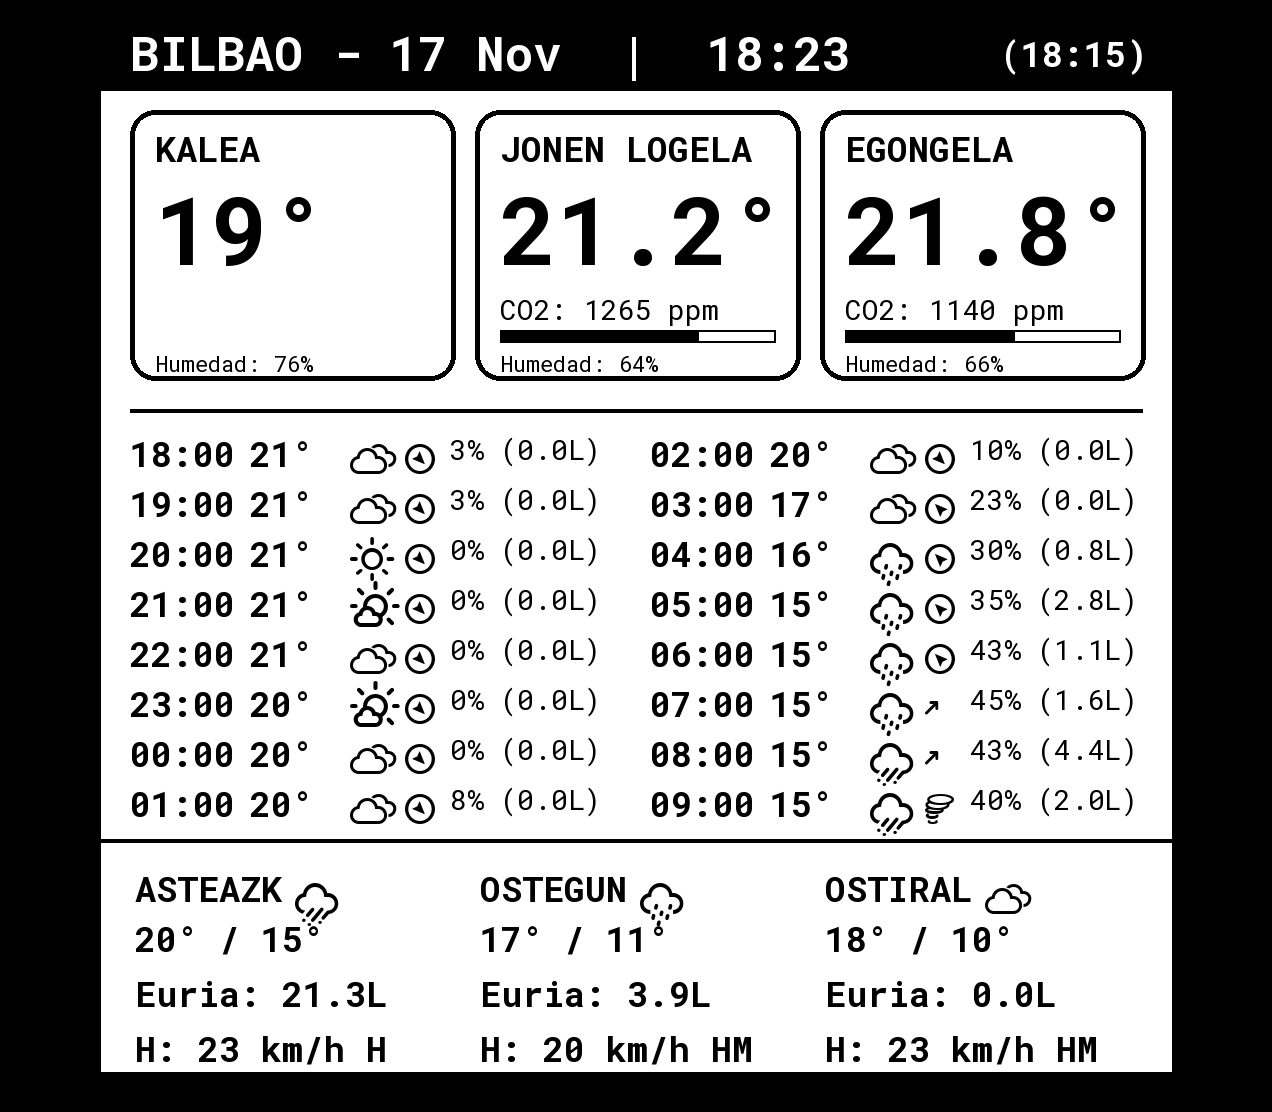 BILBAO - 17 Nov | 18:23 (18:15)
KALEA
19°
Humedad: 76%
JONEN LOGELA
21.2°
CO2: 1265 ppm
Humedad: 64%
EGONGELA
21.8°
CO2: 1140 ppm
Humedad: 66%
18:00 21° 3% (0.0L)
19:00 21° 3% (0.0L)
20:00 21° 0% (0.0L)
21:00 21° 0% (0.0L)
22:00 21° 0% (0.0L)
23:00 20° 0% (0.0L)
00:00 20° 0% (0.0L)
01:00 20° 8% (0.0L)
02:00 20° 10% (0.0L)
03:00 17° 23% (0.0L)
04:00 16° 30% (0.8L)
05:00 15° 35% (2.8L)
06:00 15° 43% (1.1L)
07:00 15° 45% (1.6L)
08:00 15° 43% (4.4L)
09:00 15° 40% (2.0L)
ASTEAZK
20° / 15°
Euria: 21.3L
H: 23 km/h H
OSTEGUN
17° / 11°
Euria: 3.9L
H: 20 km/h HM
OSTIRAL
18° / 10°
Euria: 0.0L
H: 23 km/h HM